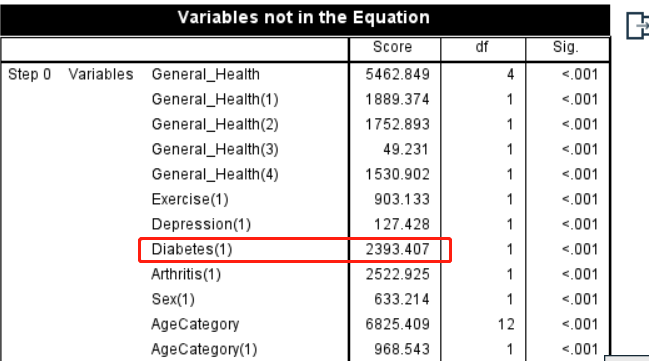 Variables not in the Equation
Score df Sig.
Step 0 Variables General_Health 5462.849 4 <.001
General_Health(1) 1889.374 1 <.001
General_Health(2) 1752.893 1 <.001
General_Health(3) 49.231 1 <.001
General_Health(4) 1530.902 1 <.001
Exercise(1) 903.133 1 <.001
Depression(1) 127.428 1 <.001
Diabetes(1) 2393.407 1 <.001
Arthritis(1) 2522.925 1 <.001
Sex(1) 633.214 1 <.001
AgeCategory 6825.409 12 <.001
AgeCategory(1) 968.543 1 <.001